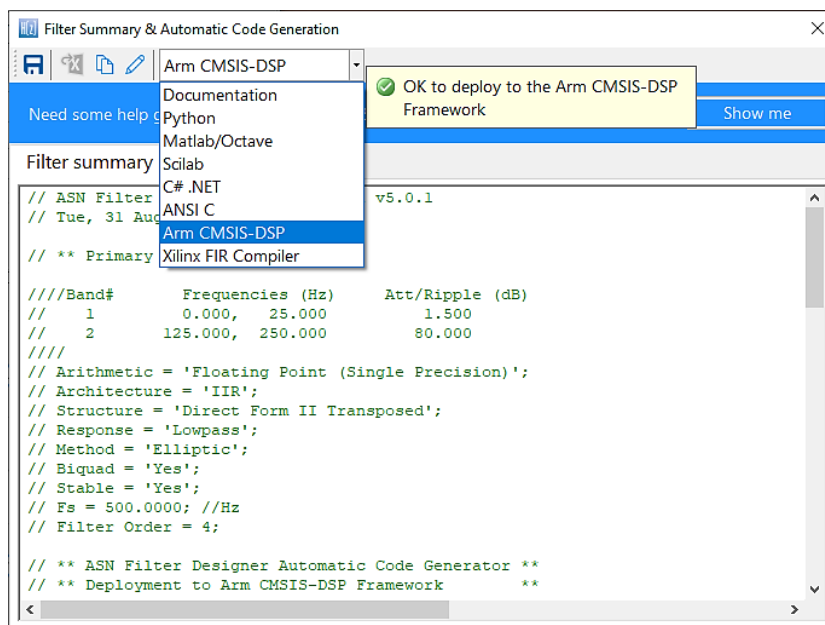 Filter Summary & Automatic Code Generation
Arm CMSIS-DSP
OK to deploy to the Arm CMSIS-DSP
Framework
Need some help
Show me
Documentation
Python
Matlab/Octave
Scilab
C# .NET
ANSI C
Arm CMSIS-DSP
Xilinx FIR Compiler
Filter summary
// ASN Filter v5.0.1
// Tue, 31 Aug
// ** Primary
////Band# Frequencies (Hz) Att/Ripple (dB)
// 1 0.000, 25.000 1.500
// 2 125.000, 250.000 80.000
////
// Arithmetic = 'Floating Point (Single Precision)';
// Architecture = 'IIR';
// Structure = 'Direct Form II Transposed';
// Response = 'Lowpass';
// Method = 'Elliptic';
// Biquad = 'Yes';
// Stable = 'Yes';
// Fs = 500.0000; //Hz
// Filter Order = 4;
// ** ASN Filter Designer Automatic Code Generator **
// ** Deployment to Arm CMSIS-DSP Framework **